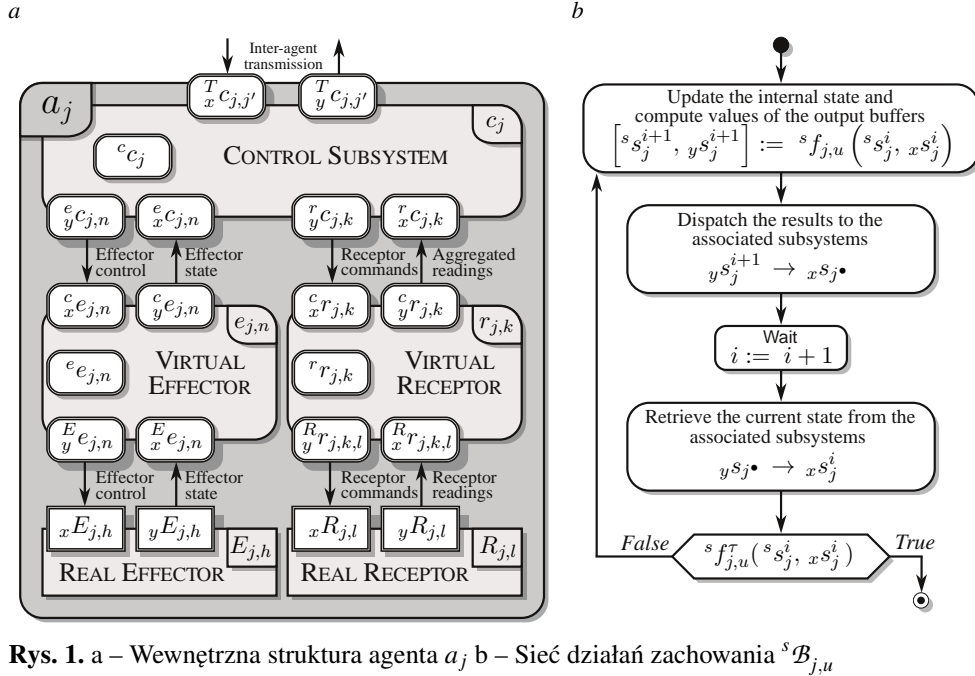 a
b
Inter-agent
transmission
$^T_x c_{j,j'}$ $^T_y c_{j,j'}$
$a_j$
$c_j$
$^c c_j$
CONTROL SUBSYSTEM
$^e_y c_{j,n}$ $^e_x c_{j,n}$ $^r_y c_{j,k}$ $^r_x c_{j,k}$
Effector
control
Effector
state
Receptor
commands
Aggregated
readings
$^c_x e_{j,n}$ $^c_y e_{j,n}$ $^c_x r_{j,k}$ $^c_y r_{j,k}$
$e_{j,n}$
$r_{j,k}$
$^e e_{j,n}$
VIRTUAL
EFFECTOR
$^r r_{j,k}$
VIRTUAL
RECEPTOR
$^E_y e_{j,n}$ $^E_x e_{j,n}$ $^R_y r_{j,k,l}$ $^R_x r_{j,k,l}$
Effector
control
Effector
state
Receptor
commands
Receptor
readings
$_x E_{j,h}$ $_y E_{j,h}$ $_x R_{j,l}$ $_y R_{j,l}$
$E_{j,h}$
$R_{j,l}$
REAL EFFECTOR
REAL RECEPTOR
Update the internal state and
compute values of the output buffers
$[^s s_j^{i+1}, {}_y s_j^{i+1}] := {}^s f_{j,u} (^s s_j^i, {}_x s_j^i)$
Dispatch the results to the
associated subsystems
$_y s_j^{i+1} → {}_x s_{j•}$
Wait
$i := i + 1$
Retrieve the current state from the
associated subsystems
$_y s_{j•} → {}_x s_j^i$
False
$^s f_{j,u}^τ (^s s_j^i, {}_x s_j^i)$
True
Rys. 1. a – Wewnętrzna struktura agenta $a_j$ b – Sieć działań zachowania $^s \mathcal{B}_{j,u}$